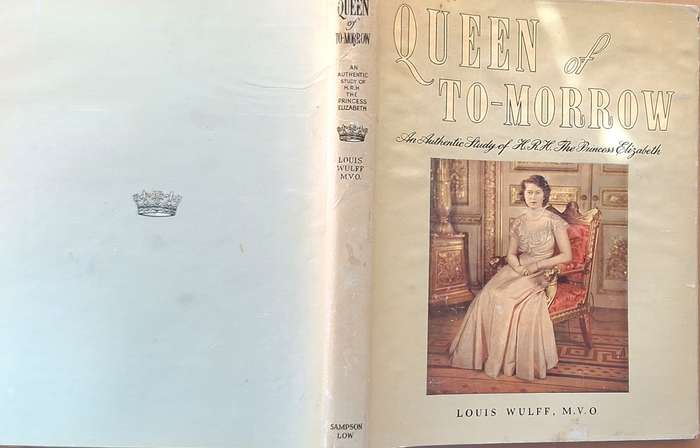 QUEEN
of
TO-MORROW
AN
AUTHENTIC
STUDY OF
H.R.H
THE
PRINCESS
ELIZABETH
LOUIS
WULFF
M.V.O.
SAMPSON
LOW
QUEEN of
TO-MORROW
An Authentic Study of H.R.H. The Princess Elizabeth
LOUIS WULFF, M.V.O